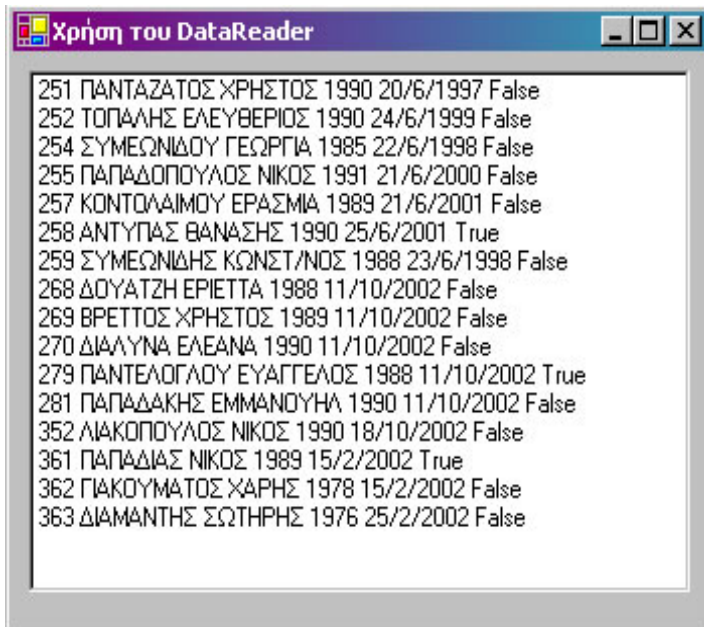 Χρήση του DataReader
251 ΠΑΝΤΑΖΑΤΟΣ ΧΡΗΣΤΟΣ 1990 20/6/1997 False
252 ΤΟΠΑΛΗΣ ΕΛΕΥΘΕΡΙΟΣ 1990 24/6/1999 False
254 ΣΥΜΕΩΝΙΔΟΥ ΓΕΩΡΓΙΑ 1985 22/6/1998 False
255 ΠΑΠΑΔΟΠΟΥΛΟΣ ΝΙΚΟΣ 1991 21/6/2000 False
257 ΚΟΝΤΟΛΑΙΜΟΥ ΕΡΑΣΜΙΑ 1989 21/6/2001 False
258 ΑΝΤΥΠΑΣ ΘΑΝΑΣΗΣ 1990 25/6/2001 True
259 ΣΥΜΕΩΝΙΔΗΣ ΚΩΝΣΤ/ΝΟΣ 1988 23/6/1998 False
268 ΔΟΥΑΤΖΗ ΕΡΙΕΤΤΑ 1988 11/10/2002 False
269 ΒΡΕΤΤΟΣ ΧΡΗΣΤΟΣ 1989 11/10/2002 False
270 ΔΙΑΛΥΝΑ ΕΛΕΑΝΑ 1990 11/10/2002 False
279 ΠΑΝΤΕΛΟΓΛΟΥ ΕΥΑΓΓΕΛΟΣ 1988 11/10/2002 True
281 ΠΑΠΑΔΑΚΗΣ ΕΜΜΑΝΟΥΗΛ 1990 11/10/2002 False
352 ΛΙΑΚΟΠΟΥΛΟΣ ΝΙΚΟΣ 1990 18/10/2002 False
361 ΠΑΠΑΔΙΑΣ ΝΙΚΟΣ 1989 15/2/2002 True
362 ΓΙΑΚΟΥΜΑΤΟΣ ΧΑΡΗΣ 1978 15/2/2002 False
363 ΔΙΑΜΑΝΤΗΣ ΣΩΤΗΡΗΣ 1976 25/2/2002 False